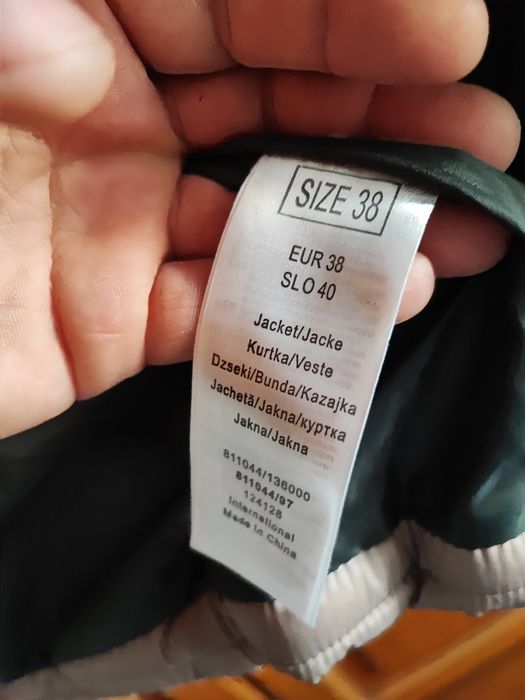 SIZE 38
EUR 38
SLO 40
Jacket/Jacke
Kurtka/Veste
Dzseki/Bunda/Kazajka
Jachetă/Jakna/куртка
Jakna/Jakna
811044/136000
811044/97
124128
International
Made in China